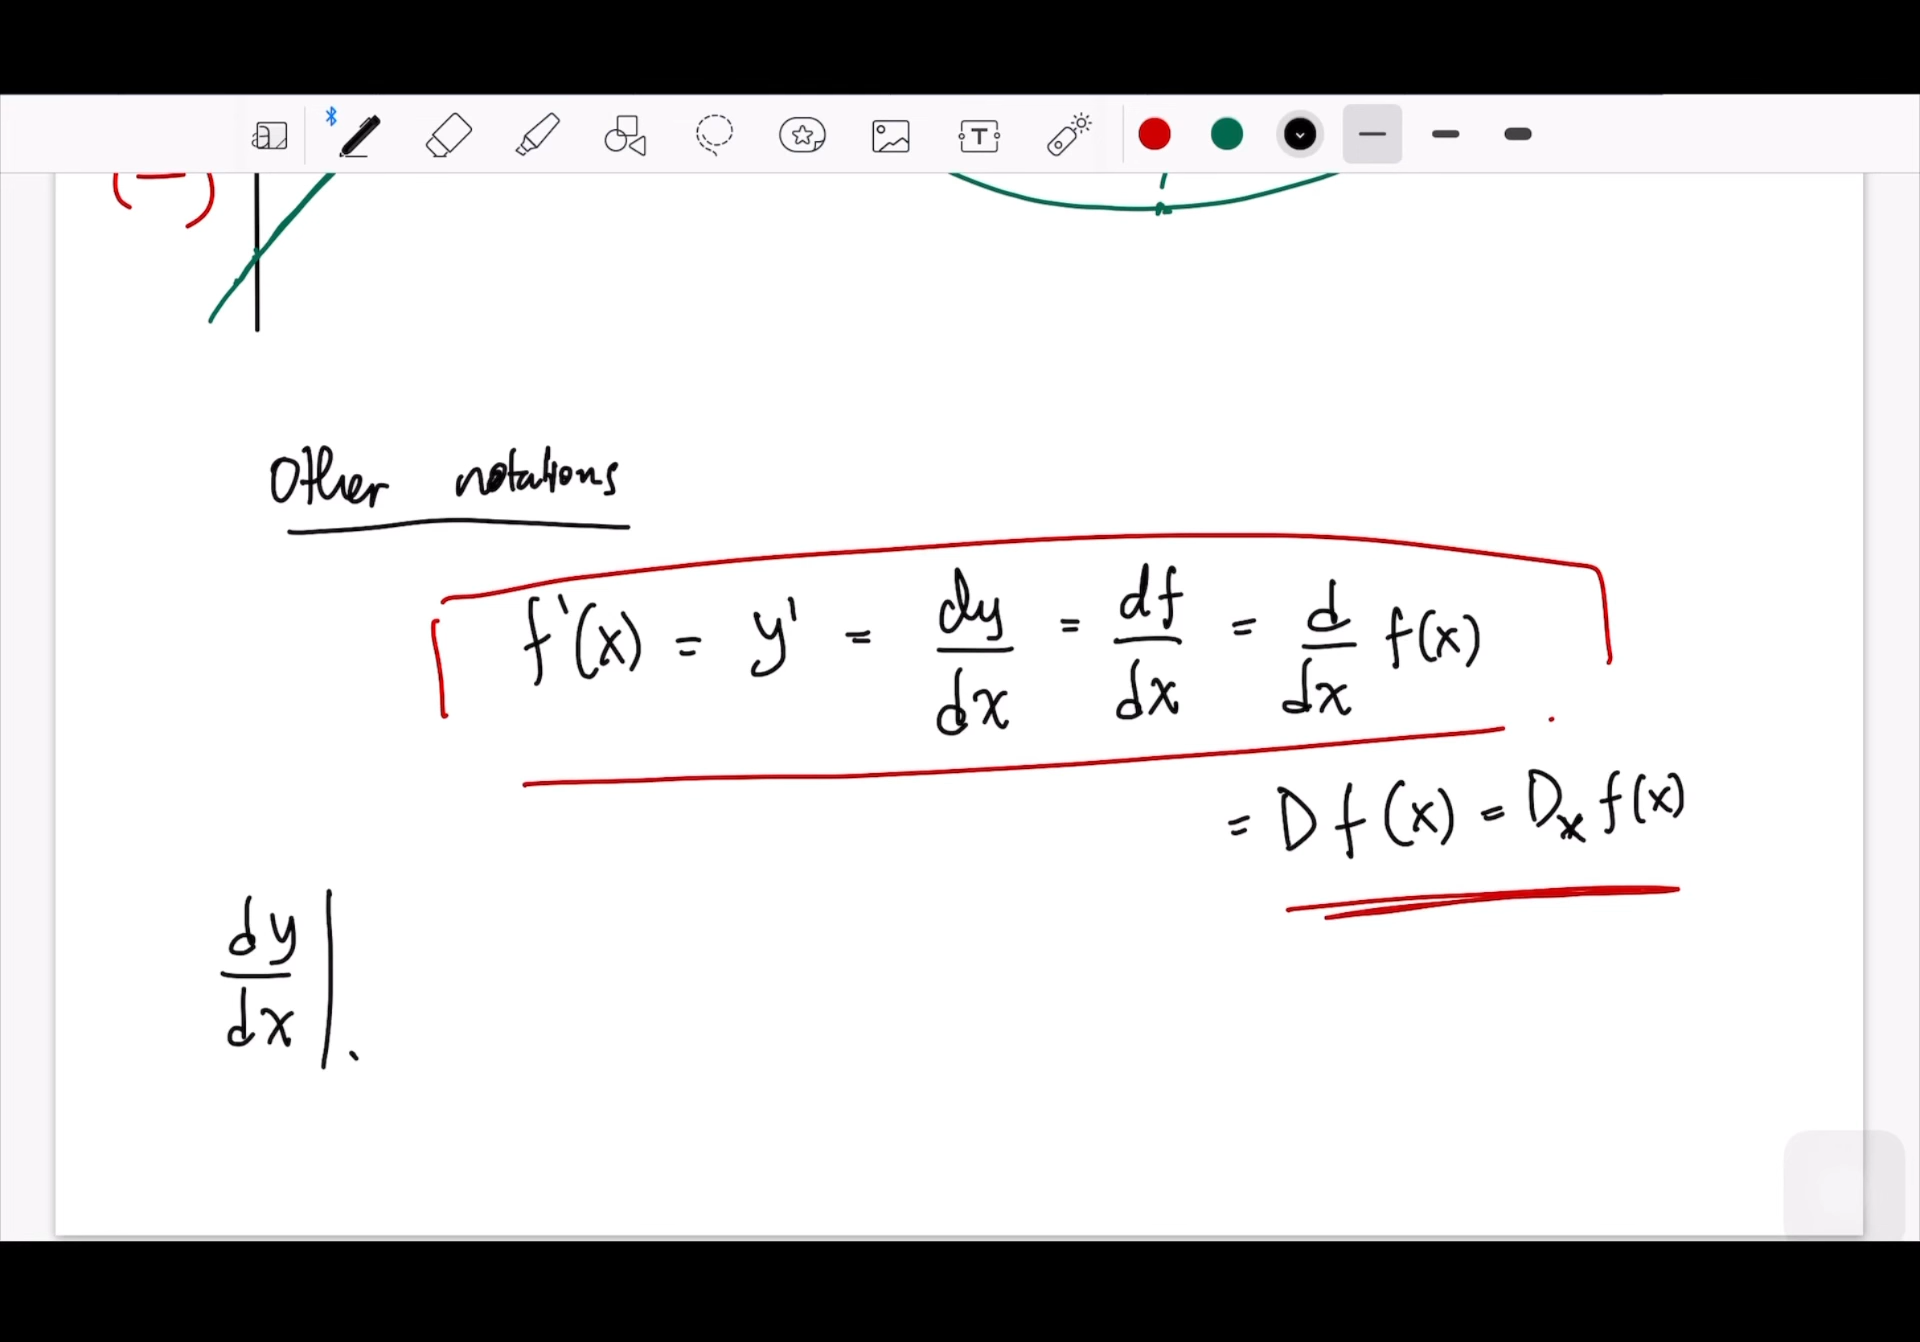 (−)
Other notations
f'(x) = y' = dy/dx = df/dx = d/dx f(x)
= D f(x) = Dₓ f(x)
dy/dx |